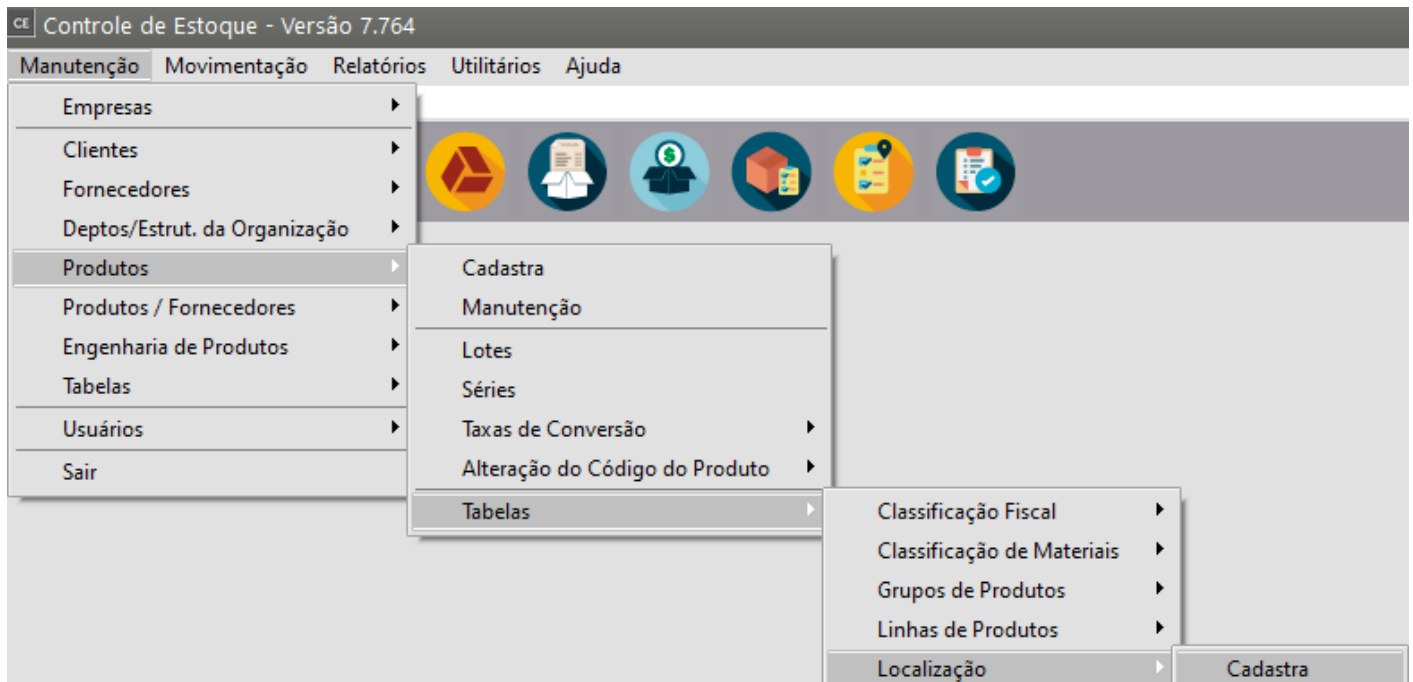 CE Controle de Estoque - Versão 7.764
Manutenção Movimentação Relatórios Utilitários Ajuda
Empresas
Clientes
Fornecedores
Deptos/Estrut. da Organização
Produtos
Produtos / Fornecedores
Engenharia de Produtos
Tabelas
Usuários
Sair
Cadastra
Manutenção
Lotes
Séries
Taxas de Conversão
Alteração do Código do Produto
Tabelas
Classificação Fiscal
Classificação de Materiais
Grupos de Produtos
Linhas de Produtos
Localização
Cadastra